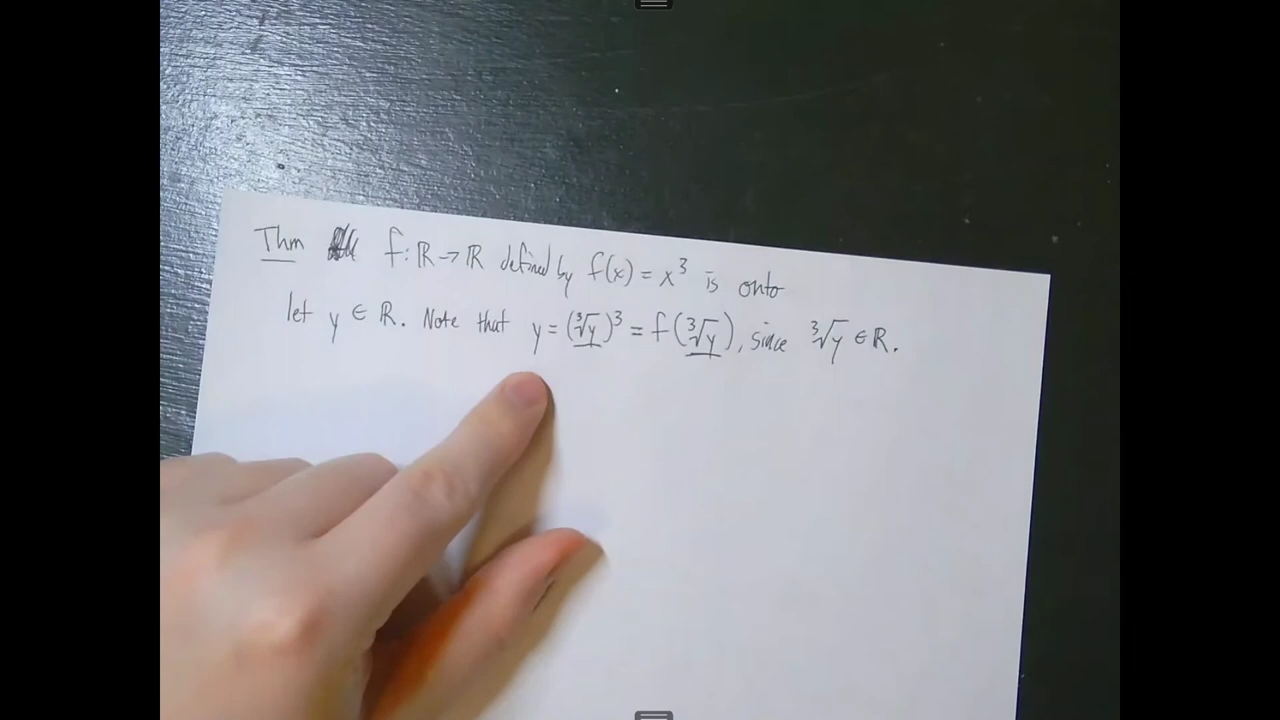 Thm f: ℝ → ℝ defined by f(x) = x³ is onto
let y ∈ ℝ. Note that y = (∛y)³ = f(∛y), since ∛y ∈ ℝ.